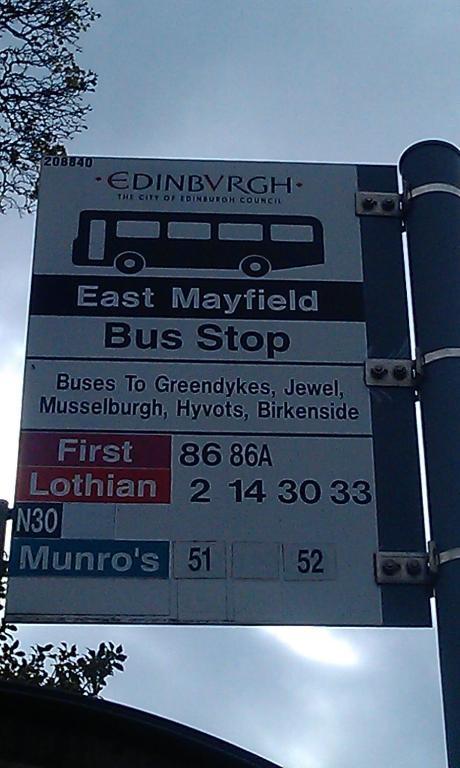 208840
EDINBVRGH
THE CITY OF EDINBURGH COUNCIL
East Mayfield
Bus Stop
Buses To Greendykes, Jewel,
Musselburgh, Hyvots, Birkenside
First 86 86A
Lothian 2 14 30 33
N30
Munro's 51 52